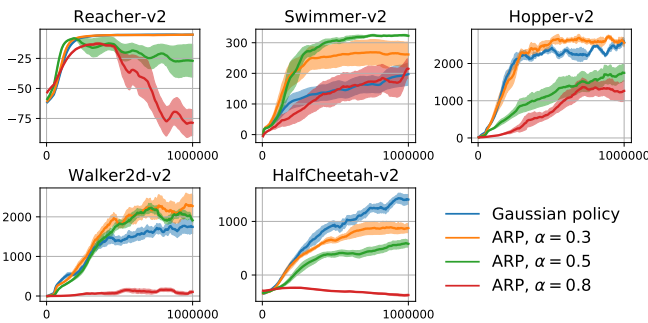 Reacher-v2
−25
−50
−75
0
1000000
Swimmer-v2
300
200
100
0
0
1000000
Hopper-v2
2000
1000
0
0
1000000
Walker2d-v2
2000
1000
0
0
1000000
HalfCheetah-v2
1000
0
0
1000000
Gaussian policy
ARP, α = 0.3
ARP, α = 0.5
ARP, α = 0.8